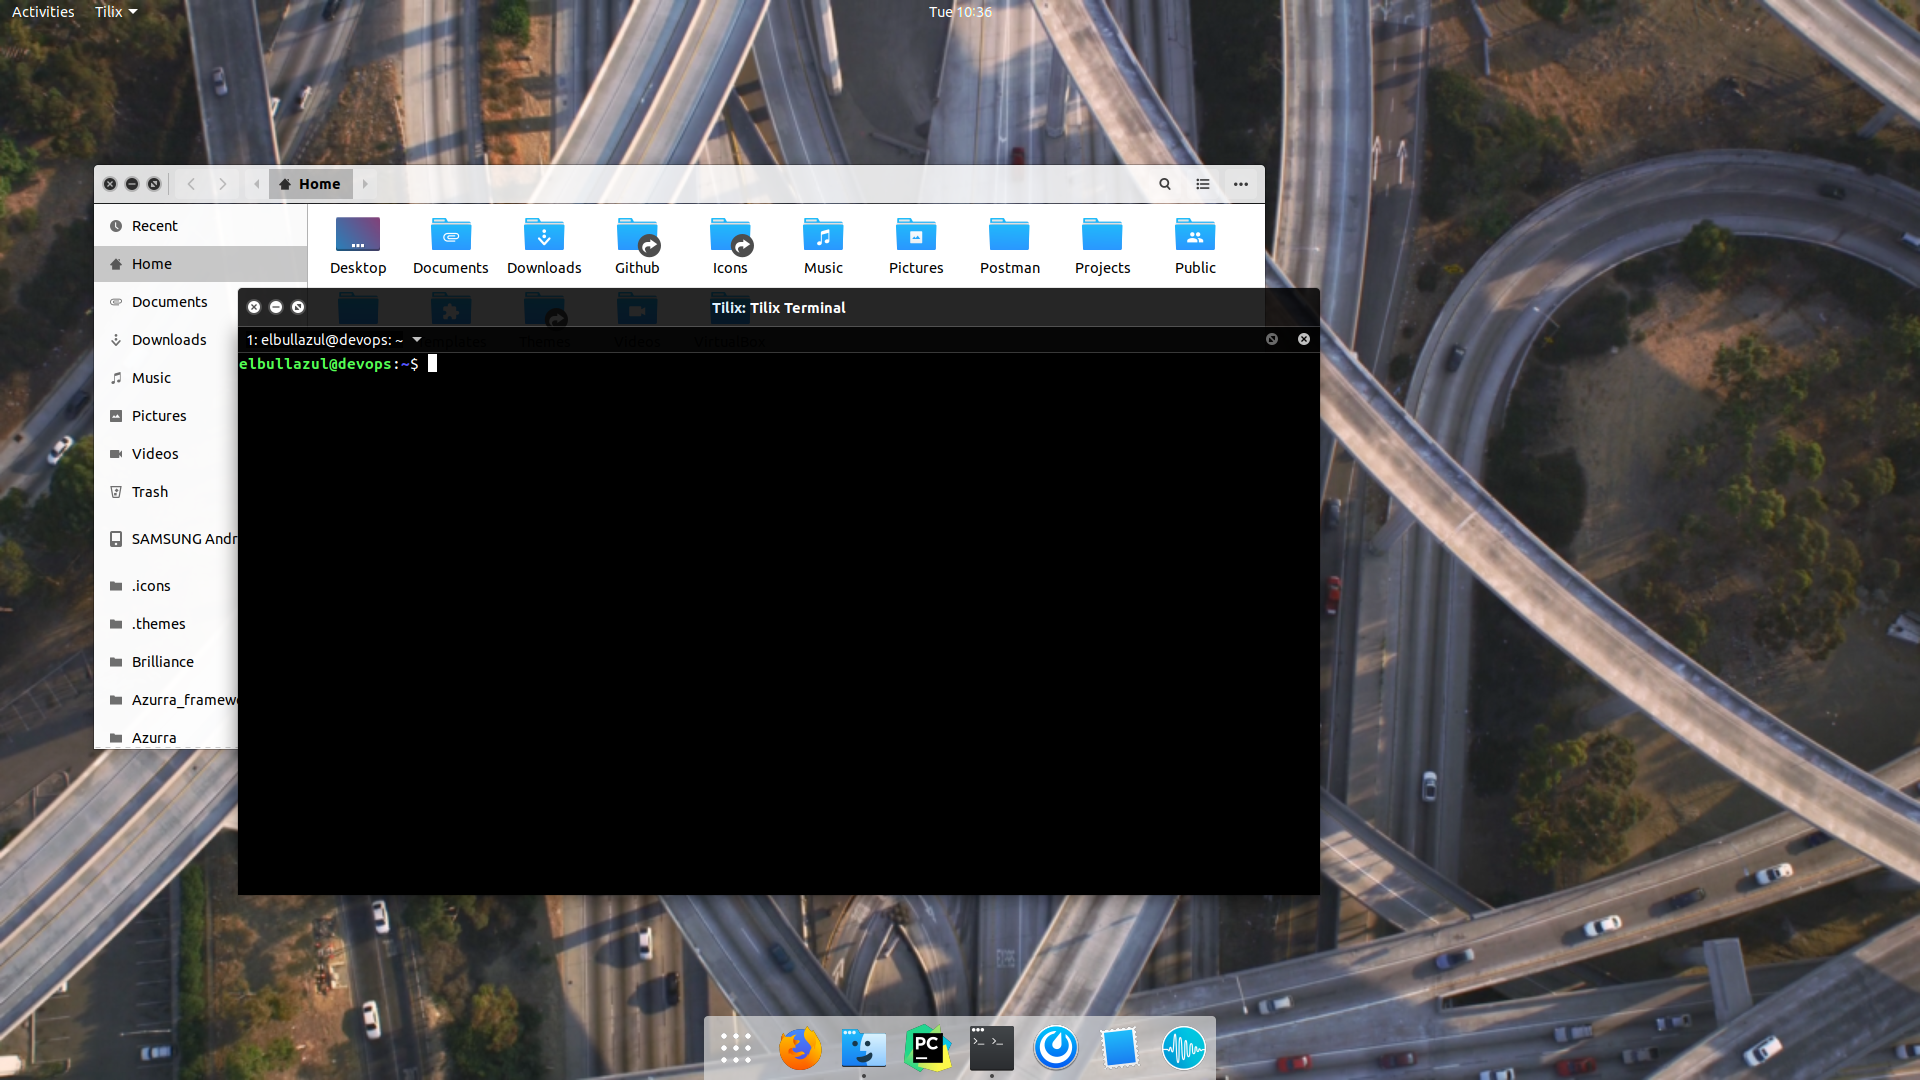 Activities Tilix Tue 10:36
Home
Recent
Home
Documents
Downloads
Music
Pictures
Videos
Trash
SAMSUNG Andr
.icons
.themes
Brilliance
Azurra_framew
Azurra
Desktop Documents Downloads Github Icons Music Pictures Postman Projects Public
Tilix: Tilix Terminal
1: elbullazul@devops: ~
elbullazul@devops:~$
PC